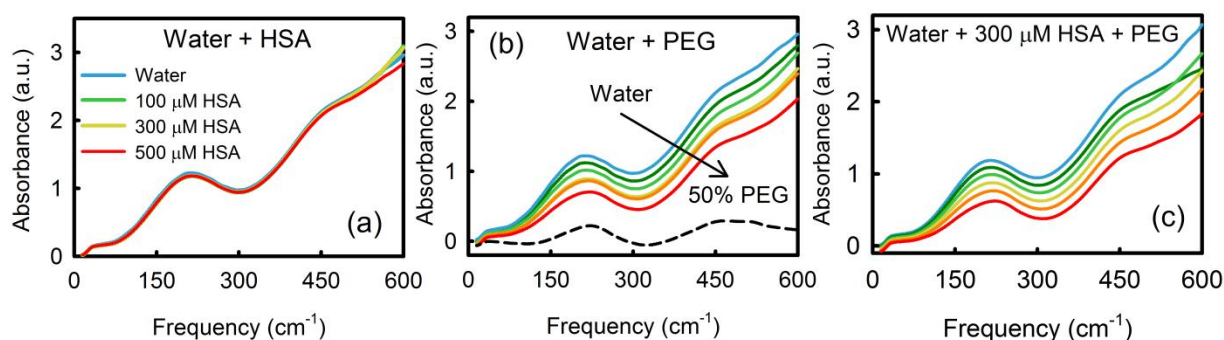 Water + HSA
Water
100 μM HSA
300 μM HSA
500 μM HSA
(a)
Absorbance (a.u.)
3
2
1
0
0
150
300
450
600
Frequency (cm⁻¹)
(b)
Water + PEG
Water
50% PEG
Absorbance (a.u.)
3
2
1
0
0
150
300
450
600
Frequency (cm⁻¹)
Water + 300 μM HSA + PEG
(c)
Absorbance (a.u.)
3
2
1
0
0
150
300
450
600
Frequency (cm⁻¹)